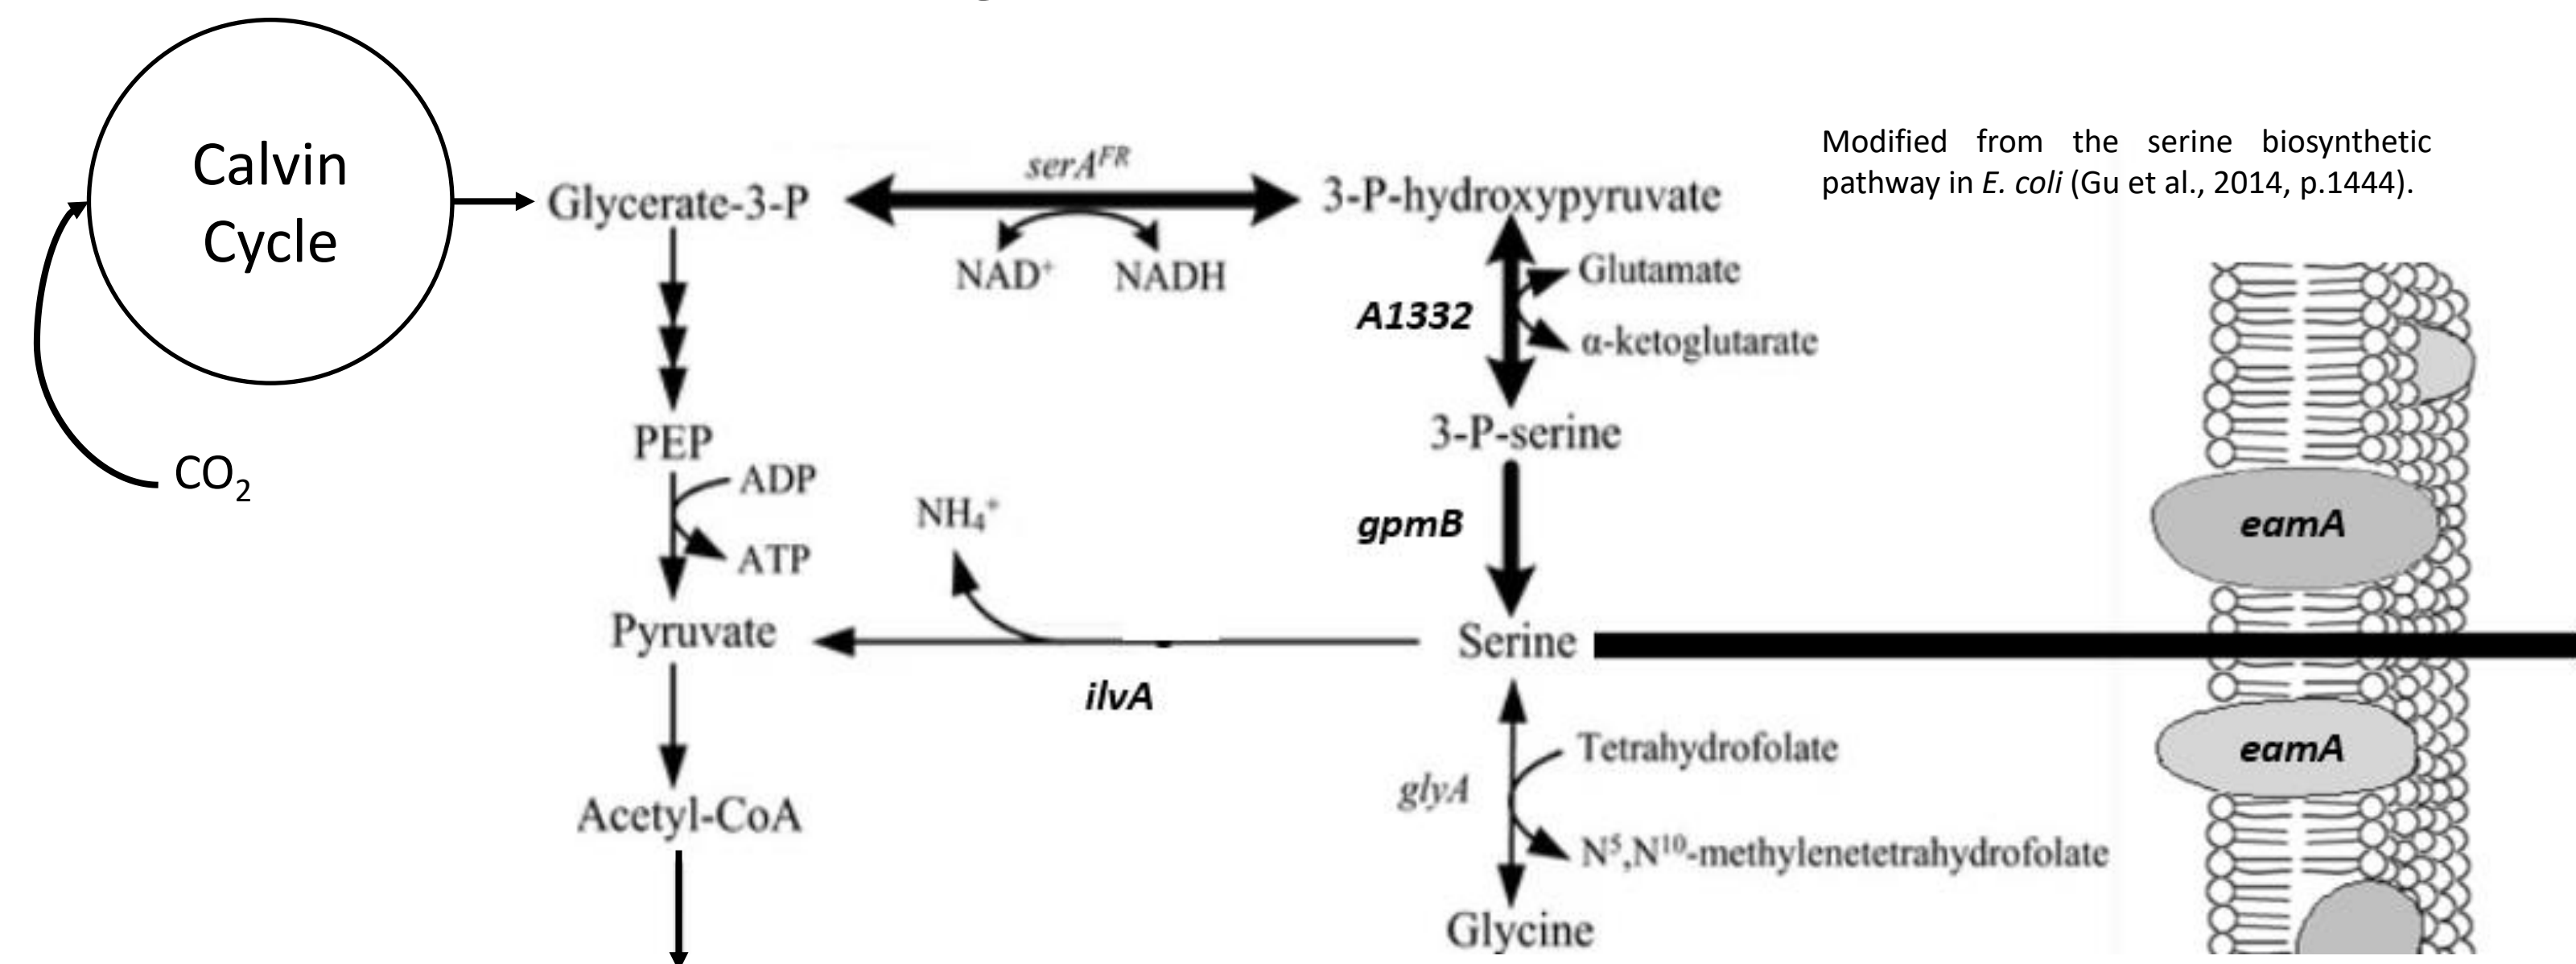 Calvin
Cycle
CO₂
Glycerate-3-P
serAᶠᴿ
3-P-hydroxypyruvate
NAD⁺
NADH
Modified from the serine biosynthetic
pathway in E. coli (Gu et al., 2014, p.1444).
A1332
Glutamate
α-ketoglutarate
3-P-serine
PEP
ADP
ATP
NH₄⁺
gpmB
eamA
Pyruvate
Serine
ilvA
Tetrahydrofolate
eamA
glyA
Acetyl-CoA
N⁵,N¹⁰-methylenetetrahydrofolate
Glycine